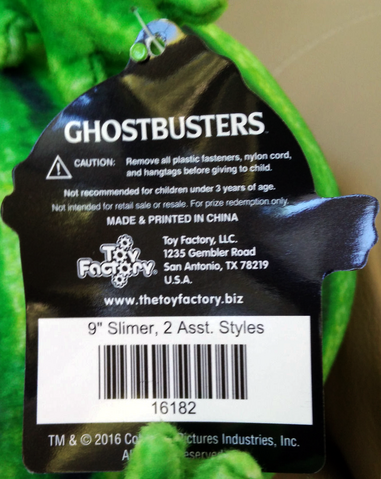 GHOSTBUSTERS
CAUTION: Remove all plastic fasteners, nylon cord,
and hangtags before giving to child.
Not recommended for children under 3 years of age.
Not intended for retail sale or resale. For prize redemption only.
MADE & PRINTED IN CHINA
Toy Factory
Toy Factory, LLC.
1235 Gembler Road
San Antonio, TX 78219
U.S.A.
www.thetoyfactory.biz
9" Slimer, 2 Asst. Styles
16182
TM & © 2016 Pictures Industries, Inc.